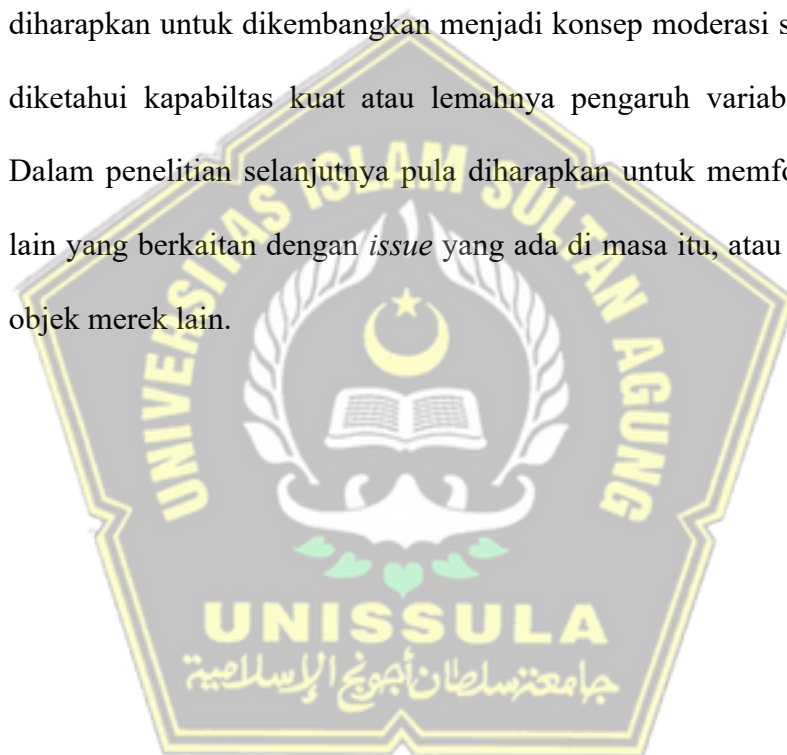 diharapkan untuk dikembangkan menjadi konsep moderasi
diketahui kapabiltas kuat atau lemahnya pengaruh
Dalam penelitian selanjutnya pula diharapkan untuk
lain yang berkaitan dengan issue yang ada di masa itu, atau
objek merek lain.
UNIVERSITAS ISLAM SULTAN AGUNG
UNISSULA
جامعة سلطان أجونج الإسلامية